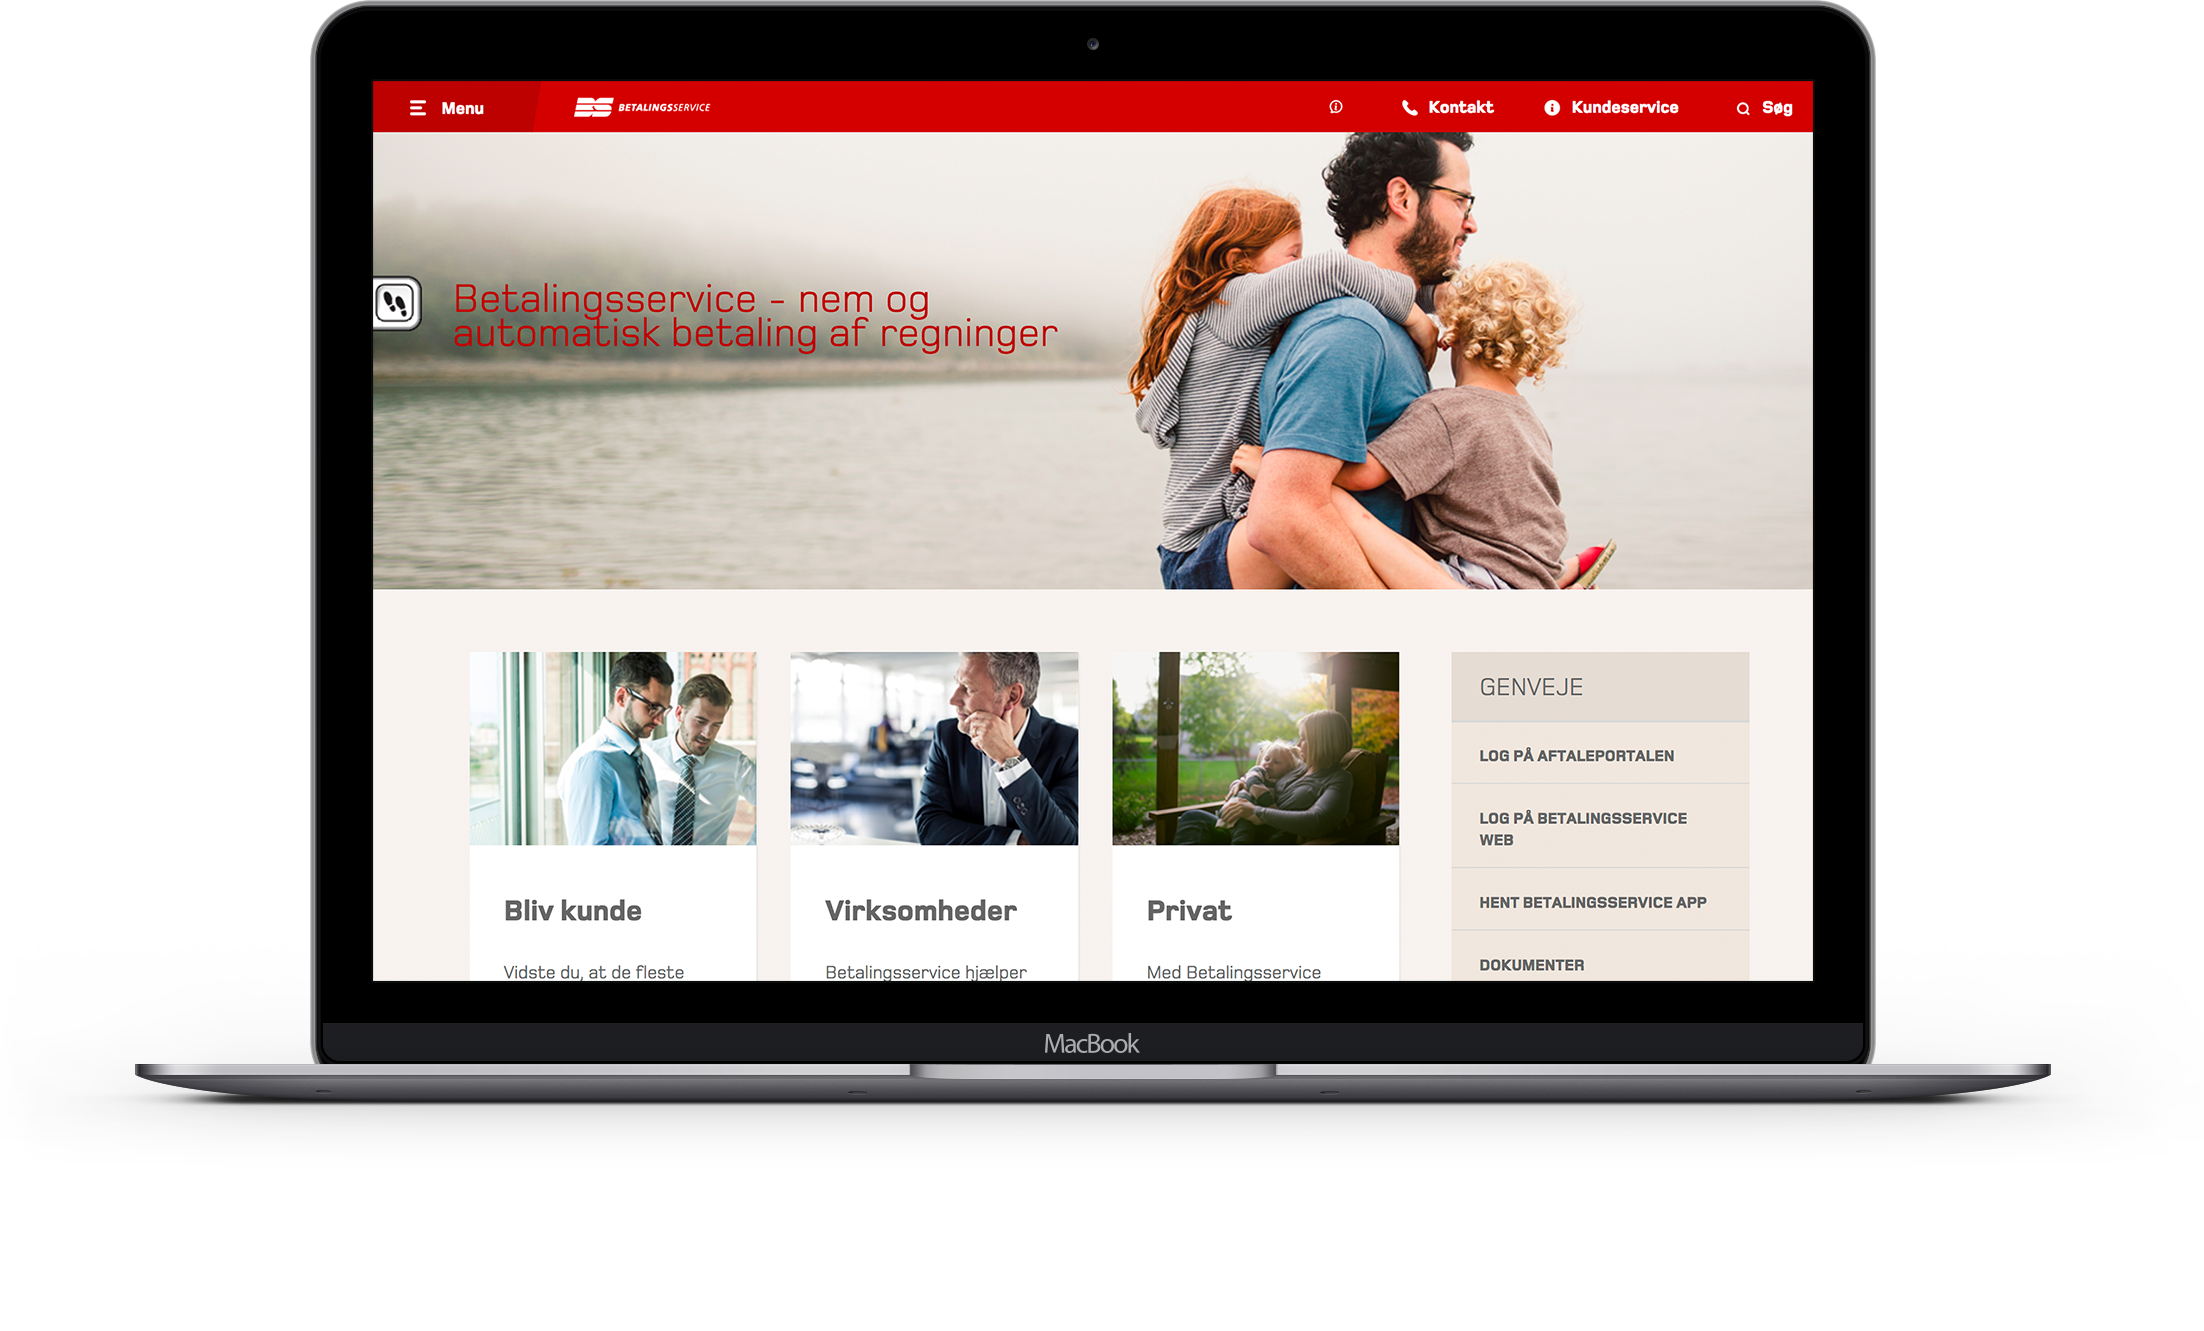 Menu
BETALINGSSERVICE
Kontakt
Kundeservice
Søg
Betalingsservice - nem og
automatisk betaling af regninger
Bliv kunde
Vidste du, at de fleste
Virksomheder
Betalingsservice hjælper
Privat
Med Betalingsservice
GENVEJE
LOG PÅ AFTALEPORTALEN
LOG PÅ BETALINGSSERVICE
WEB
HENT BETALINGSSERVICE APP
DOKUMENTER
MacBook